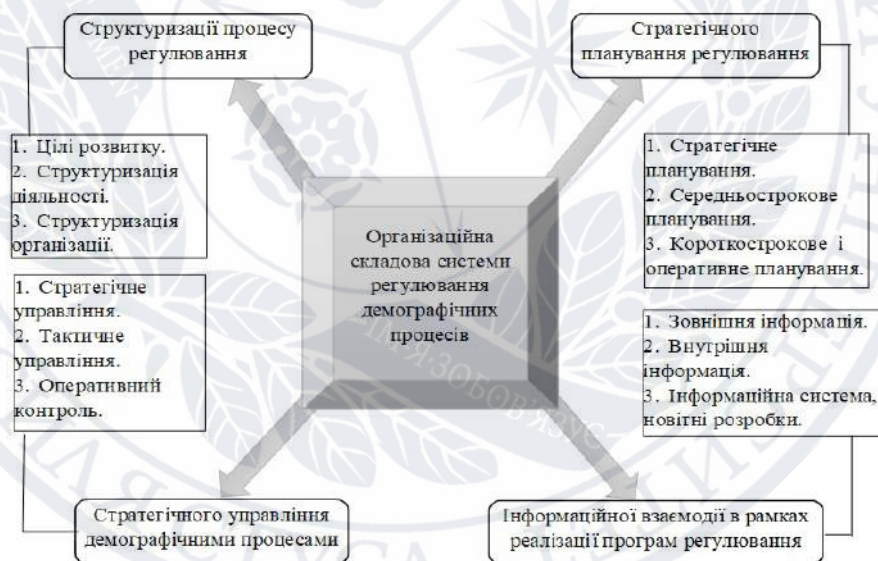 Структуризації процесу
регулювання
Стратегічного
планування регулювання
1. Цілі розвитку.
2. Структуризація
діяльності.
3. Структуризація
організації.
1. Стратегічне
планування.
2. Середньострокове
планування.
3. Короткострокове і
оперативне планування.
Організаційна
складова системи
регулювання
демографічних
процесів
1. Стратегічне
управління.
2. Тактичне
управління.
3. Оперативний
контроль.
1. Зовнішня інформація.
2. Внутрішня
інформація.
3. Інформаційна система,
новітні розробки.
Стратегічного управління
демографічними процесами
Інформаційної взаємодії в рамках
реалізації програм регулювання